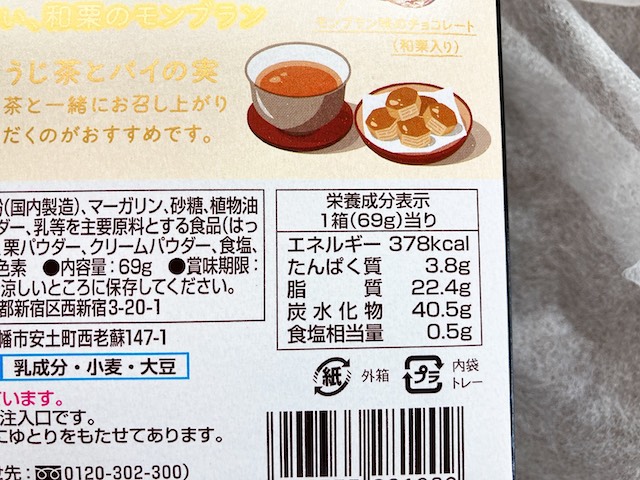 い、和栗のモンブラン
モンブラン味のチョコレート
(和栗入り)
うじ茶とパイの実
茶と一緒にお召し上がり
だくのがおすすめです。
(国内製造)、マーガリン、砂糖、植物油
ダー、乳等を主要原料とする食品(はっ
栗パウダー、クリームパウダー、食塩、
色素 ●内容量:69g ●賞味期限:
涼しいところに保存してください。
都新宿区西新宿3-20-1
幡市安土町西老蘇147-1
乳成分・小麦・大豆
栄養成分表示
1箱(69g)当り
エネルギー 378kcal
たんぱく質 3.8g
脂質 22.4g
炭水化物 40.5g
食塩相当量 0.5g
紙 外箱
プラ 内袋
トレー
います。
注入口です。
にゆとりをもたせてあります。
先:0120-302-300)